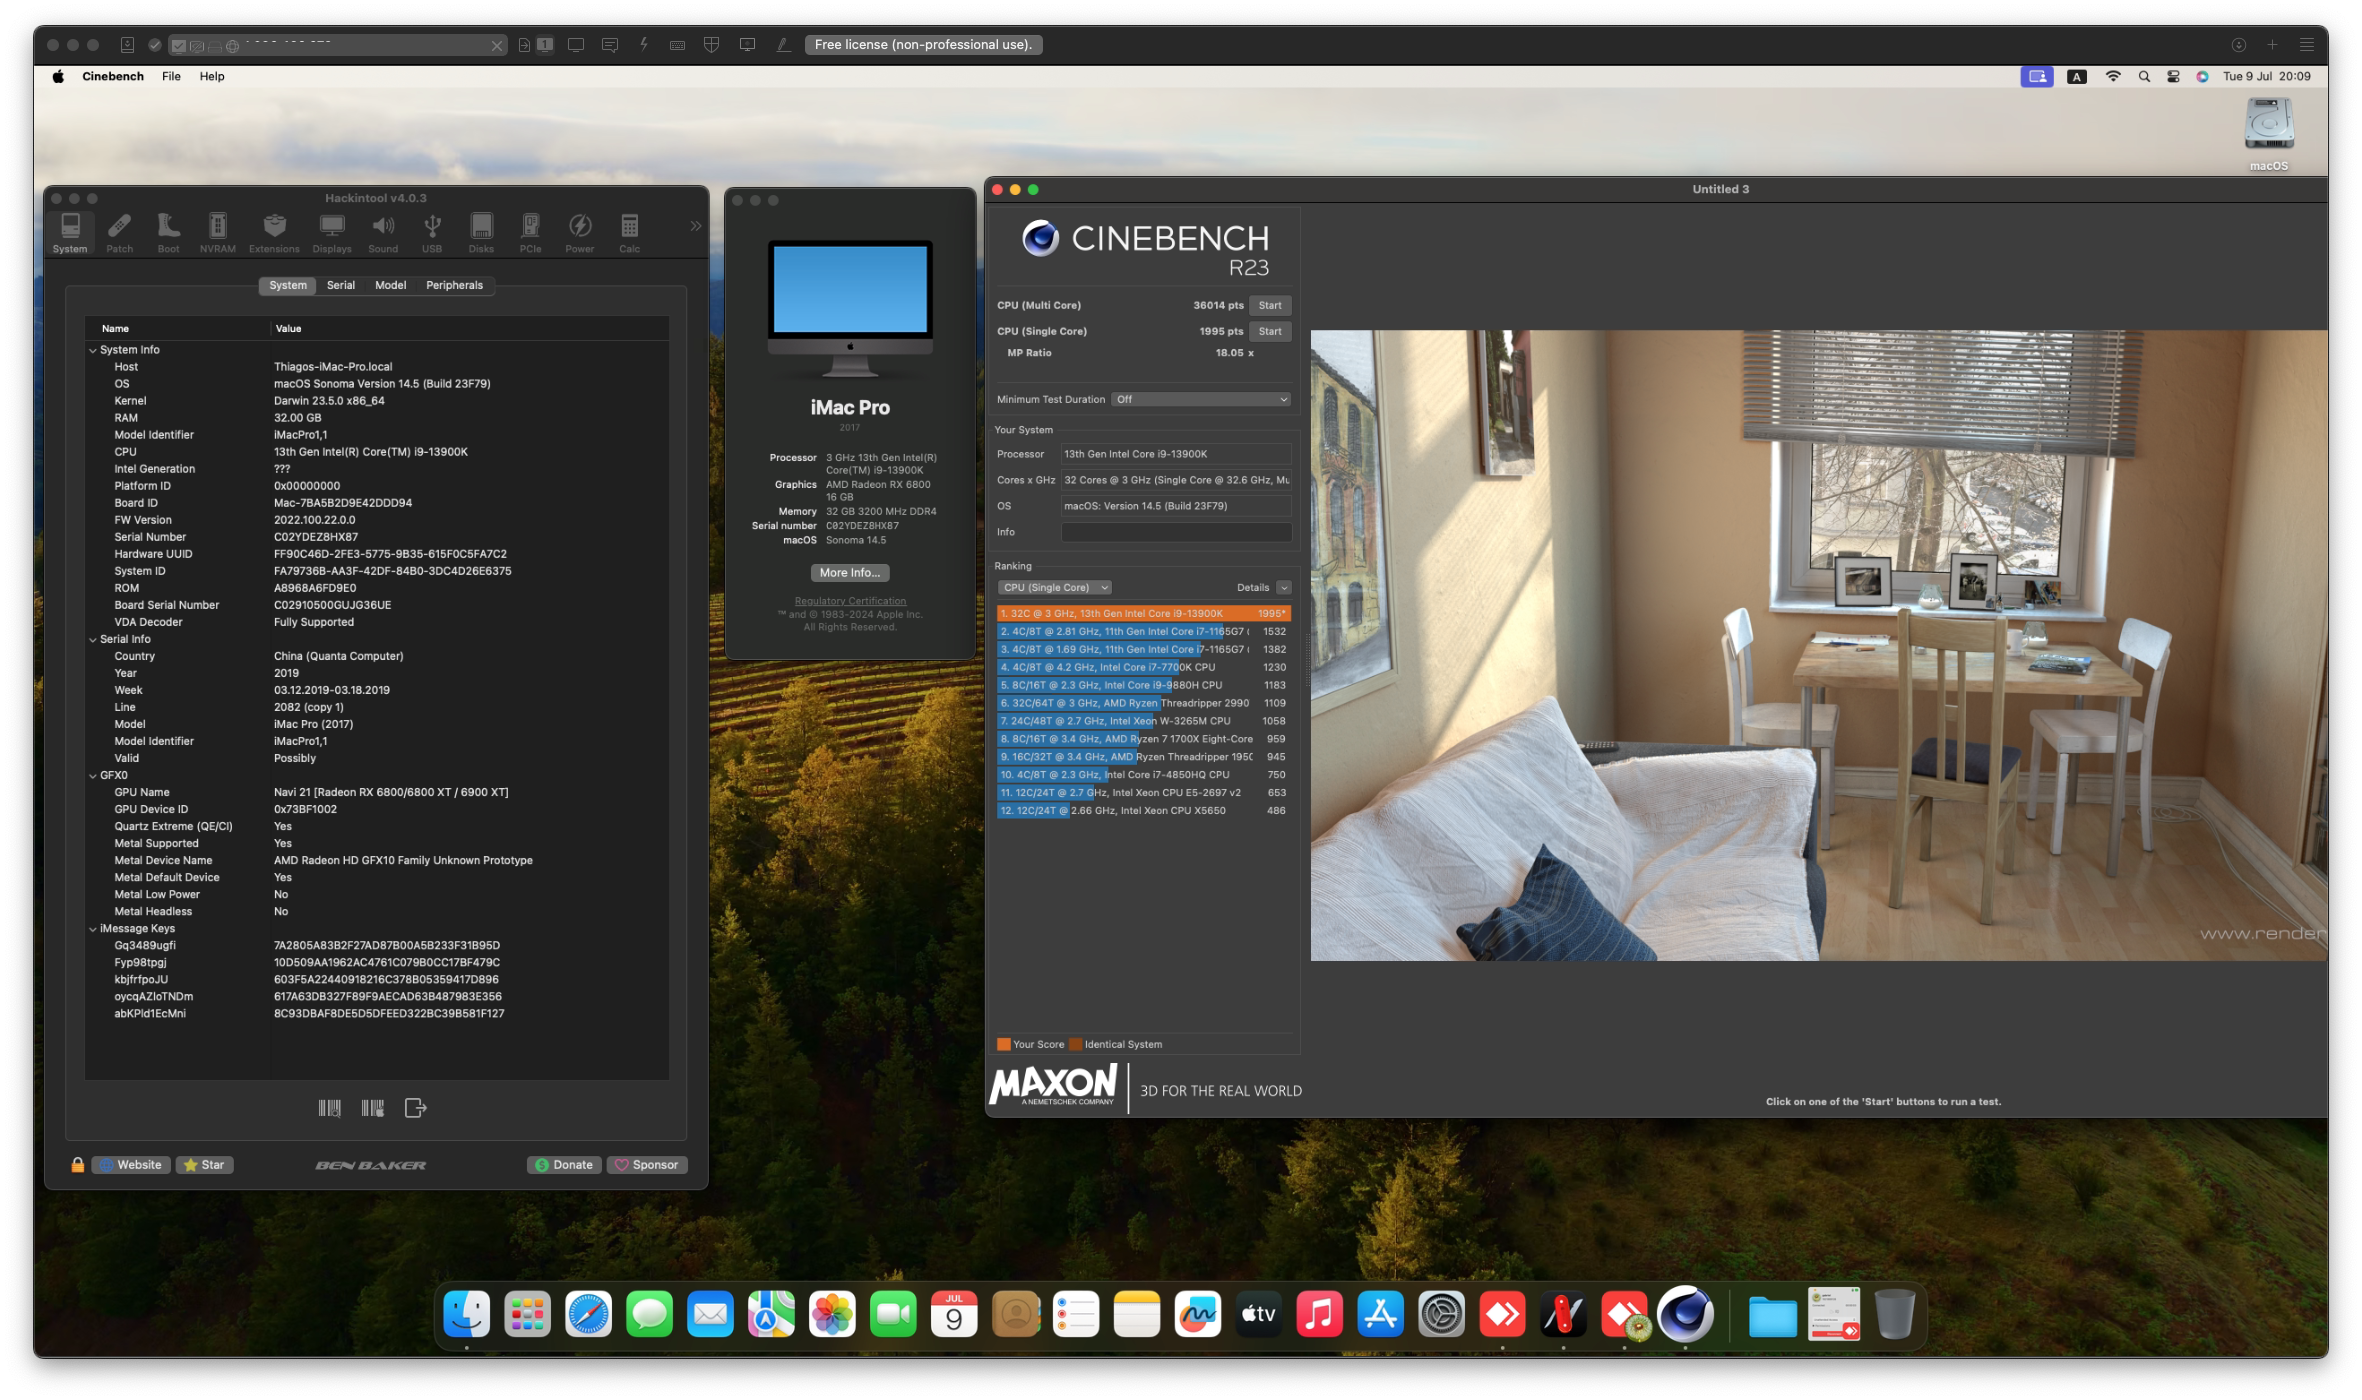 Free license (non-professional use).
Cinebench File Help
A Tue 9 Jul 20:09
macOS
Hackintool v4.0.3
System Patch Boot NVRAM Extensions Displays Sound USB Disks PCIe Power Calc
System Serial Model Peripherals
Name Value
System Info
Host Thiagos-iMac-Pro.local
OS macOS Sonoma Version 14.5 (Build 23F79)
Kernel Darwin 23.5.0 x86_64
RAM 32.00 GB
Model Identifier iMacPro1,1
CPU 13th Gen Intel(R) Core(TM) i9-13900K
Intel Generation ???
Platform ID 0x00000000
Board ID Mac-7BA5B2D9E42DDD94
FW Version 2022.100.22.0.0
Serial Number C02YDEZ8HX87
Hardware UUID FF90C46D-2FE3-5775-9B35-615F0C5FA7C2
System ID FA79736B-AA3F-42DF-84B0-3DC4D26E6375
ROM A8968A6FD9E0
Board Serial Number C02910500GUJG36UE
VDA Decoder Fully Supported
Serial Info
Country China (Quanta Computer)
Year 2019
Week 03.12.2019-03.18.2019
Line 2082 (copy 1)
Model iMac Pro (2017)
Model Identifier iMacPro1,1
Valid Possibly
GFX0
GPU Name Navi 21 [Radeon RX 6800/6800 XT / 6900 XT]
GPU Device ID 0x73BF1002
Quartz Extreme (QE/CI) Yes
Metal Supported Yes
Metal Device Name AMD Radeon HD GFX10 Family Unknown Prototype
Metal Default Device Yes
Metal Low Power No
Metal Headless No
iMessage Keys
Gq3489ugfi 7A2805A83B2F27AD87B00A5B233F31B95D
Fyp98tpgj 10D509AA1962AC4761C079B0CC17BF479C
kbjfrfpoJU 603F5A22440918216C378B05359417D896
oycqAZloTNDm 617A63DB327F89F9AECAD63B487983E356
abKPld1EcMni 8C93DBAF8DE5D5DFEED322BC39B581F127
Website Star BEN BAKER Donate Sponsor
iMac Pro
2017
Processor 3 GHz 13th Gen Intel(R)
Core(TM) i9-13900K
Graphics AMD Radeon RX 6800
16 GB
Memory 32 GB 3200 MHz DDR4
Serial number C02YDEZ8HX87
macOS Sonoma 14.5
More Info...
Regulatory Certification
™ and © 1983-2024 Apple Inc.
All Rights Reserved.
Untitled 3
CINEBENCH
R23
CPU (Multi Core) 36014 pts Start
CPU (Single Core) 1995 pts Start
MP Ratio 18.05 x
Minimum Test Duration Off
Your System
Processor 13th Gen Intel Core i9-13900K
Cores x GHz 32 Cores @ 3 GHz (Single Core @ 32.6 GHz, Mu
OS macOS: Version 14.5 (Build 23F79)
Info
Ranking
CPU (Single Core) Details
1. 32C @ 3 GHz, 13th Gen Intel Core i9-13900K 1995*
2. 4C/8T @ 2.81 GHz, 11th Gen Intel Core i7-1165G7 ( 1532
3. 4C/8T @ 1.69 GHz, 11th Gen Intel Core i7-1165G7 ( 1382
4. 4C/8T @ 4.2 GHz, Intel Core i7-7700K CPU 1230
5. 8C/16T @ 2.3 GHz, Intel Core i9-9880H CPU 1183
6. 32C/64T @ 3 GHz, AMD Ryzen Threadripper 2990 1109
7. 24C/48T @ 2.7 GHz, Intel Xeon W-3265M CPU 1058
8. 8C/16T @ 3.4 GHz, AMD Ryzen 7 1700X Eight-Core 959
9. 16C/32T @ 3.4 GHz, AMD Ryzen Threadripper 195 945
10. 4C/8T @ 2.3 GHz, Intel Core i7-4850HQ CPU 750
11. 12C/24T @ 2.7 GHz, Intel Xeon CPU E5-2697 v2 653
12. 12C/24T @ 2.66 GHz, Intel Xeon CPU X5650 486
www.render
Your Score Identical System
MAXON
A NEMETSCHEK COMPANY
3D FOR THE REAL WORLD
Click on one of the 'Start' buttons to run a test.
JUL
9
tv